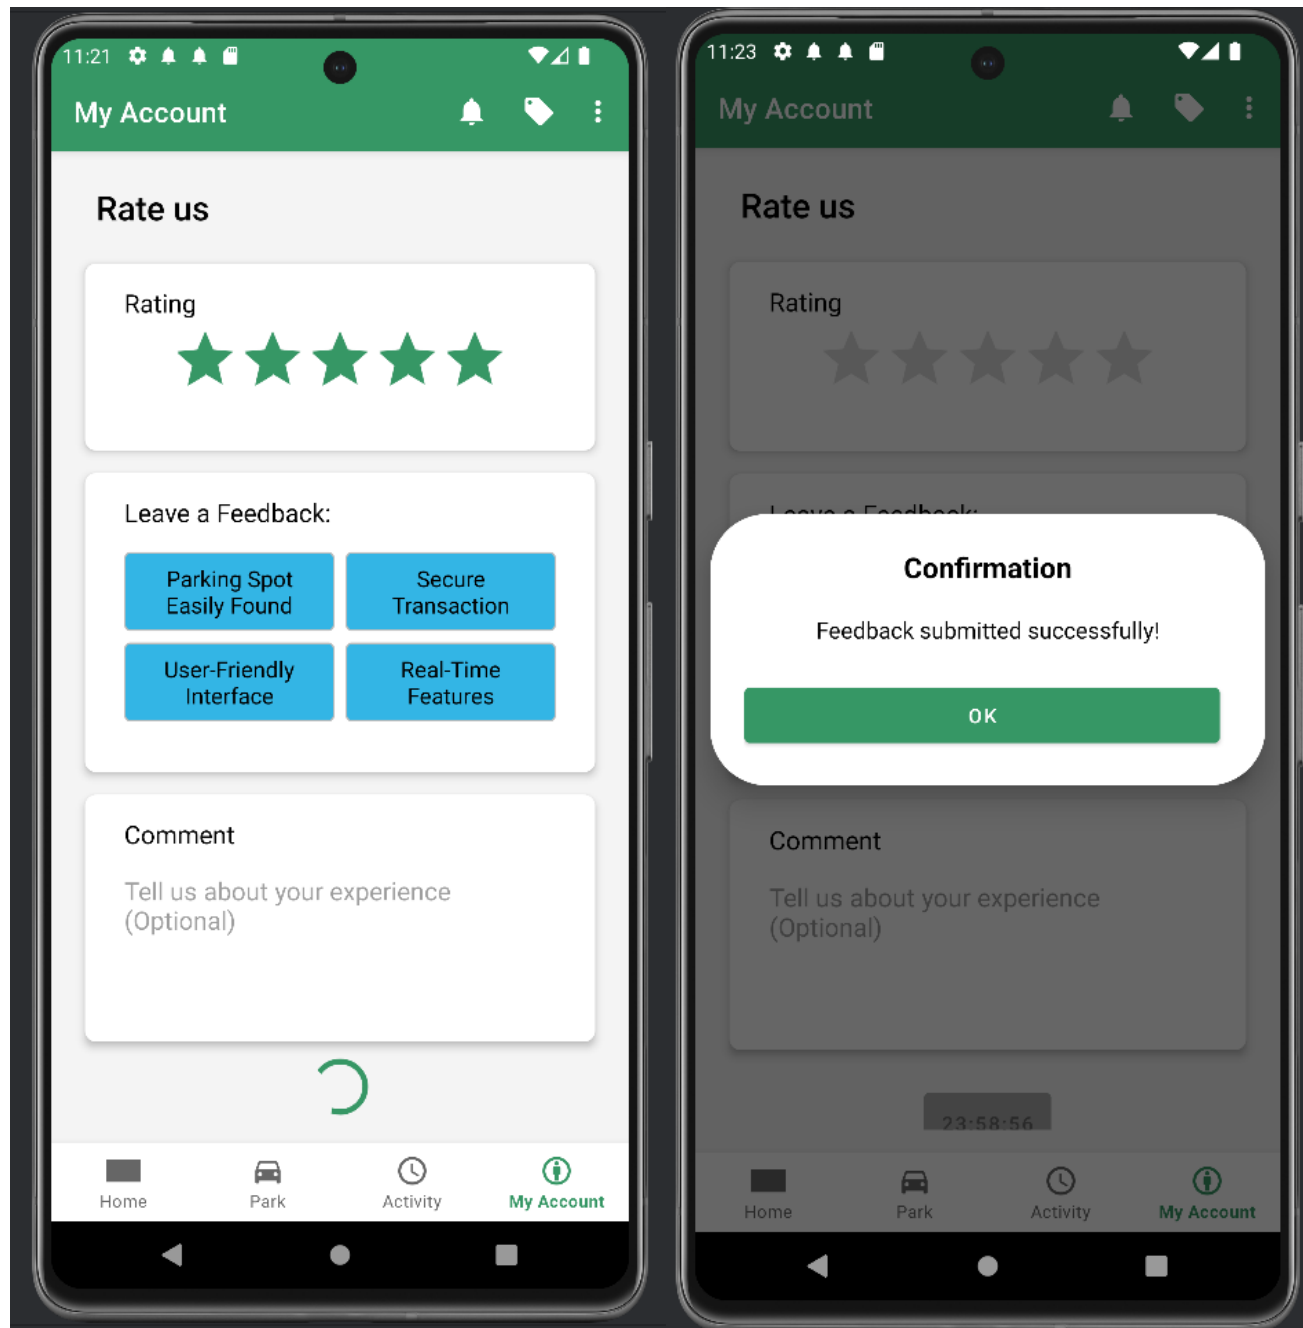 11:21
My Account
Rate us
Rating
Leave a Feedback:
Parking Spot
Easily Found
Secure
Transaction
User-Friendly
Interface
Real-Time
Features
Comment
Tell us about your experience
(Optional)
Home
Park
Activity
My Account
11:23
My Account
Rate us
Rating
Leave a Feedback:
Confirmation
Feedback submitted successfully!
OK
Comment
Tell us about your experience
(Optional)
23:58:56
Home
Park
Activity
My Account